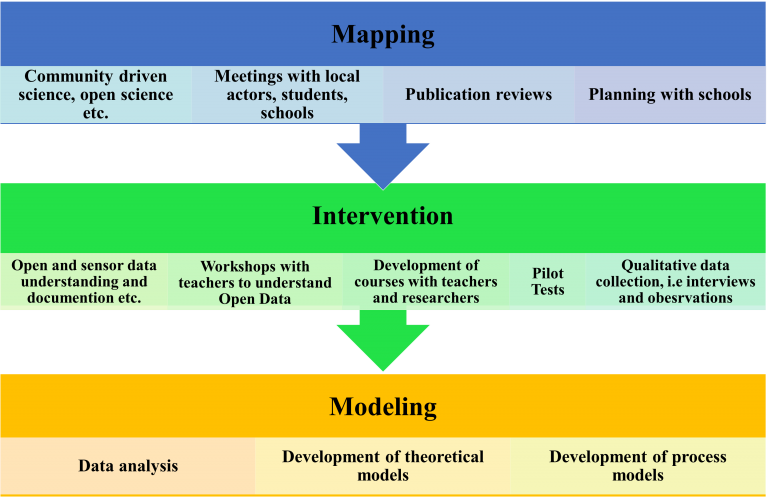 Mapping
Community driven
science, open science
etc.
Meetings with local
actors, students,
schools
Publication reviews
Planning with schools
Intervention
Open and sensor data
understanding and
documention etc.
Workshops with
teachers to understand
Open Data
Development of
courses with teachers
and researchers
Pilot
Tests
Qualitative data
collection, i.e interviews
and obesrvations
Modeling
Data analysis
Development of theoretical
models
Development of process
models